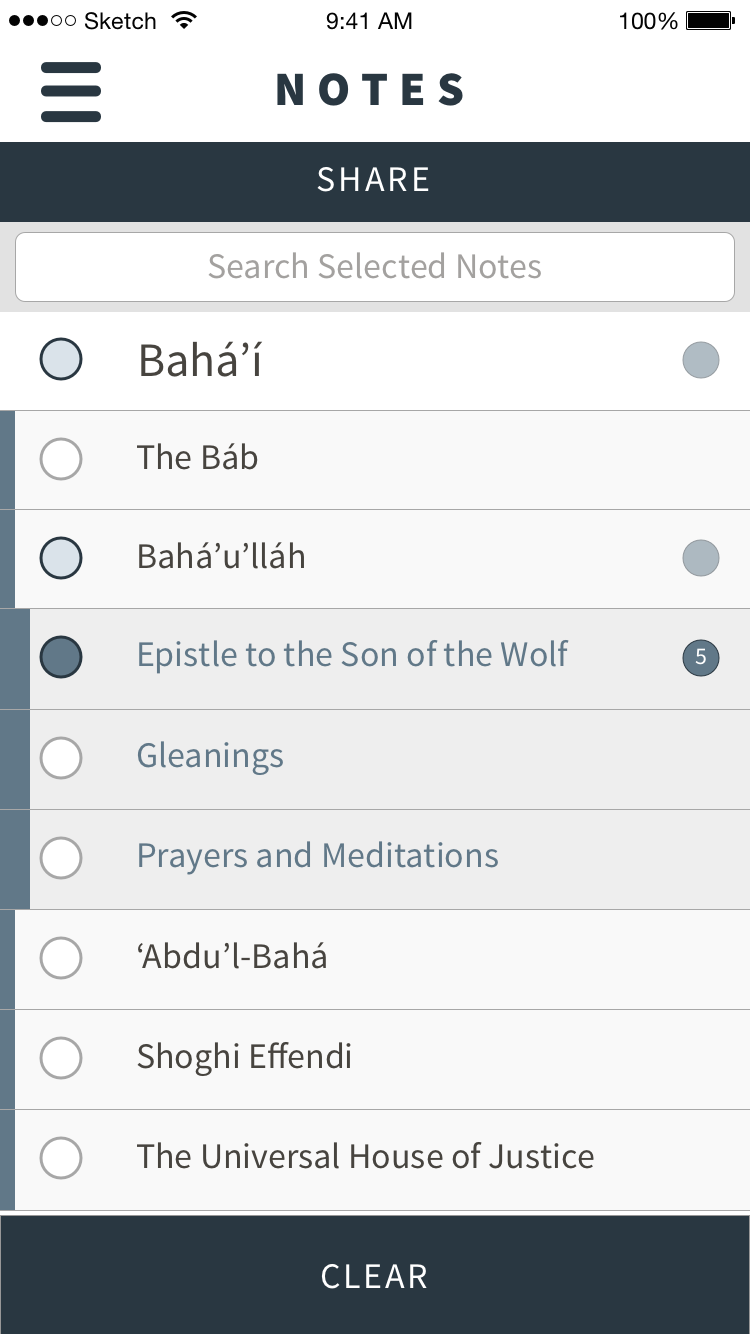 Sketch 9:41 AM 100%
NOTES
SHARE
Search Selected Notes
Bahá’í
The Báb
Bahá’u’lláh
Epistle to the Son of the Wolf 5
Gleanings
Prayers and Meditations
‘Abdu’l-Bahá
Shoghi Effendi
The Universal House of Justice
CLEAR